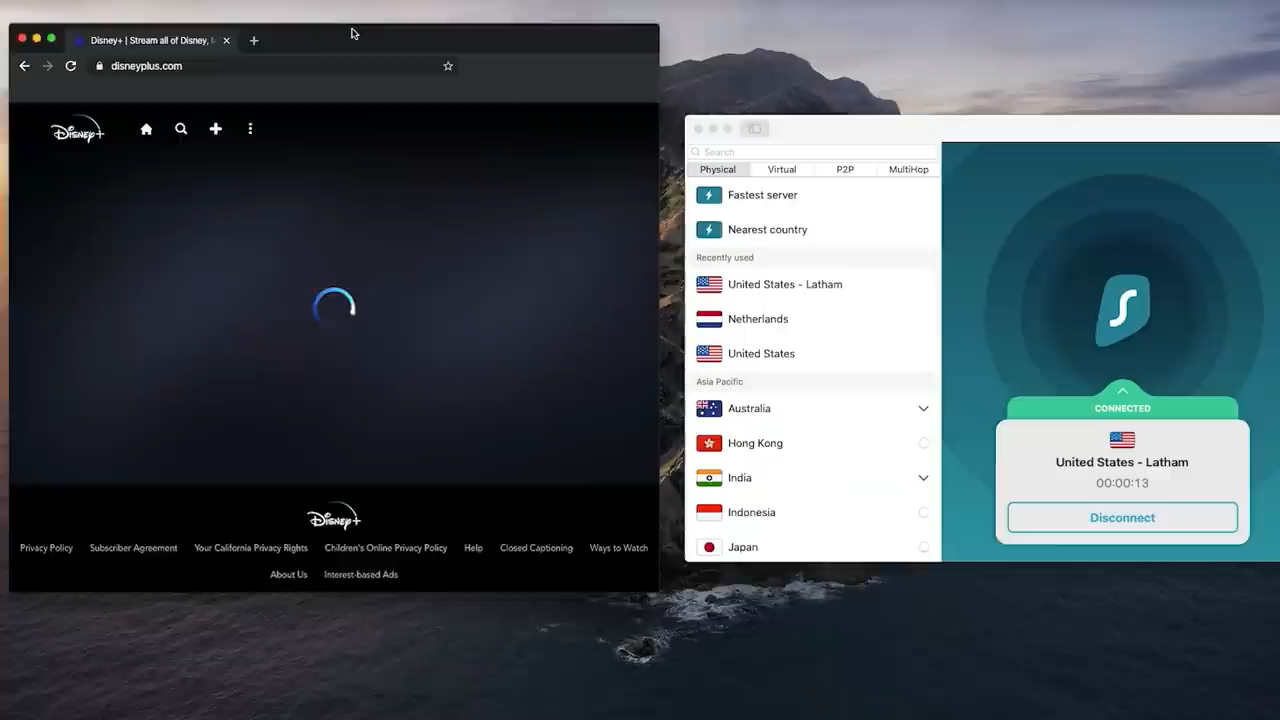 Disney+ | Stream all of Disney,
disneyplus.com
Disney+
Disney+
Privacy Policy Subscriber Agreement Your California Privacy Rights Children's Online Privacy Policy Help Closed Captioning Ways to Watch
About Us Interest-based Ads
Search
Physical Virtual P2P MultiHop
Fastest server
Nearest country
Recently used
United States - Latham
Netherlands
United States
Asia Pacific
Australia
Hong Kong
India
Indonesia
Japan
CONNECTED
United States - Latham
00:00:13
Disconnect